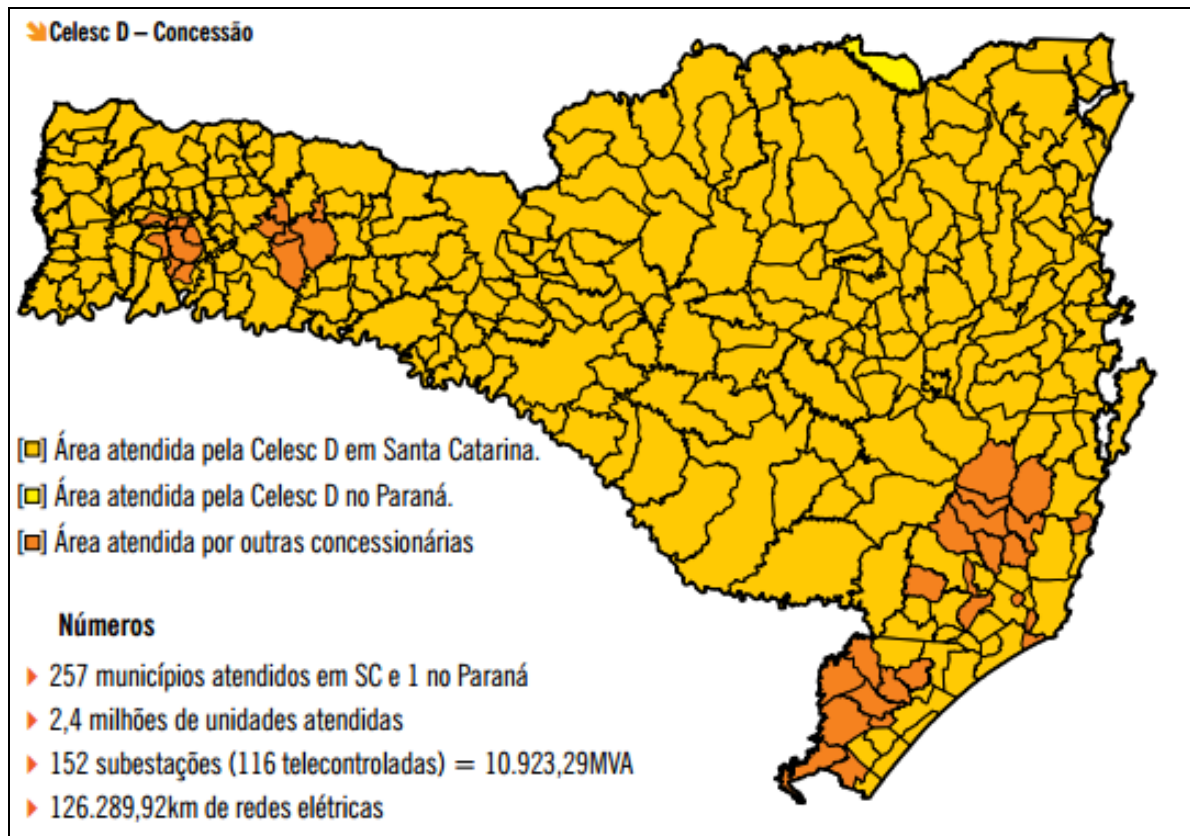 Celesc D – Concessão
[ ] Área atendida pela Celesc D em Santa Catarina.
[ ] Área atendida pela Celesc D no Paraná.
[ ] Área atendida por outras concessionárias
Números
257 municípios atendidos em SC e 1 no Paraná
2,4 milhões de unidades atendidas
152 subestações (116 telecontroladas) = 10.923,29MVA
126.289,92km de redes elétricas